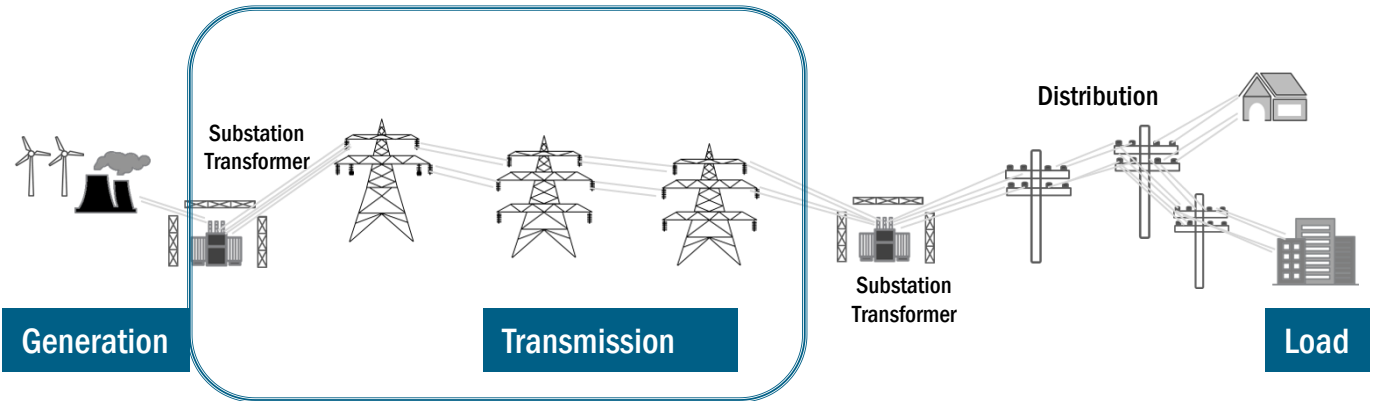 Substation
Transformer
Distribution
Substation
Transformer
Generation
Transmission
Load